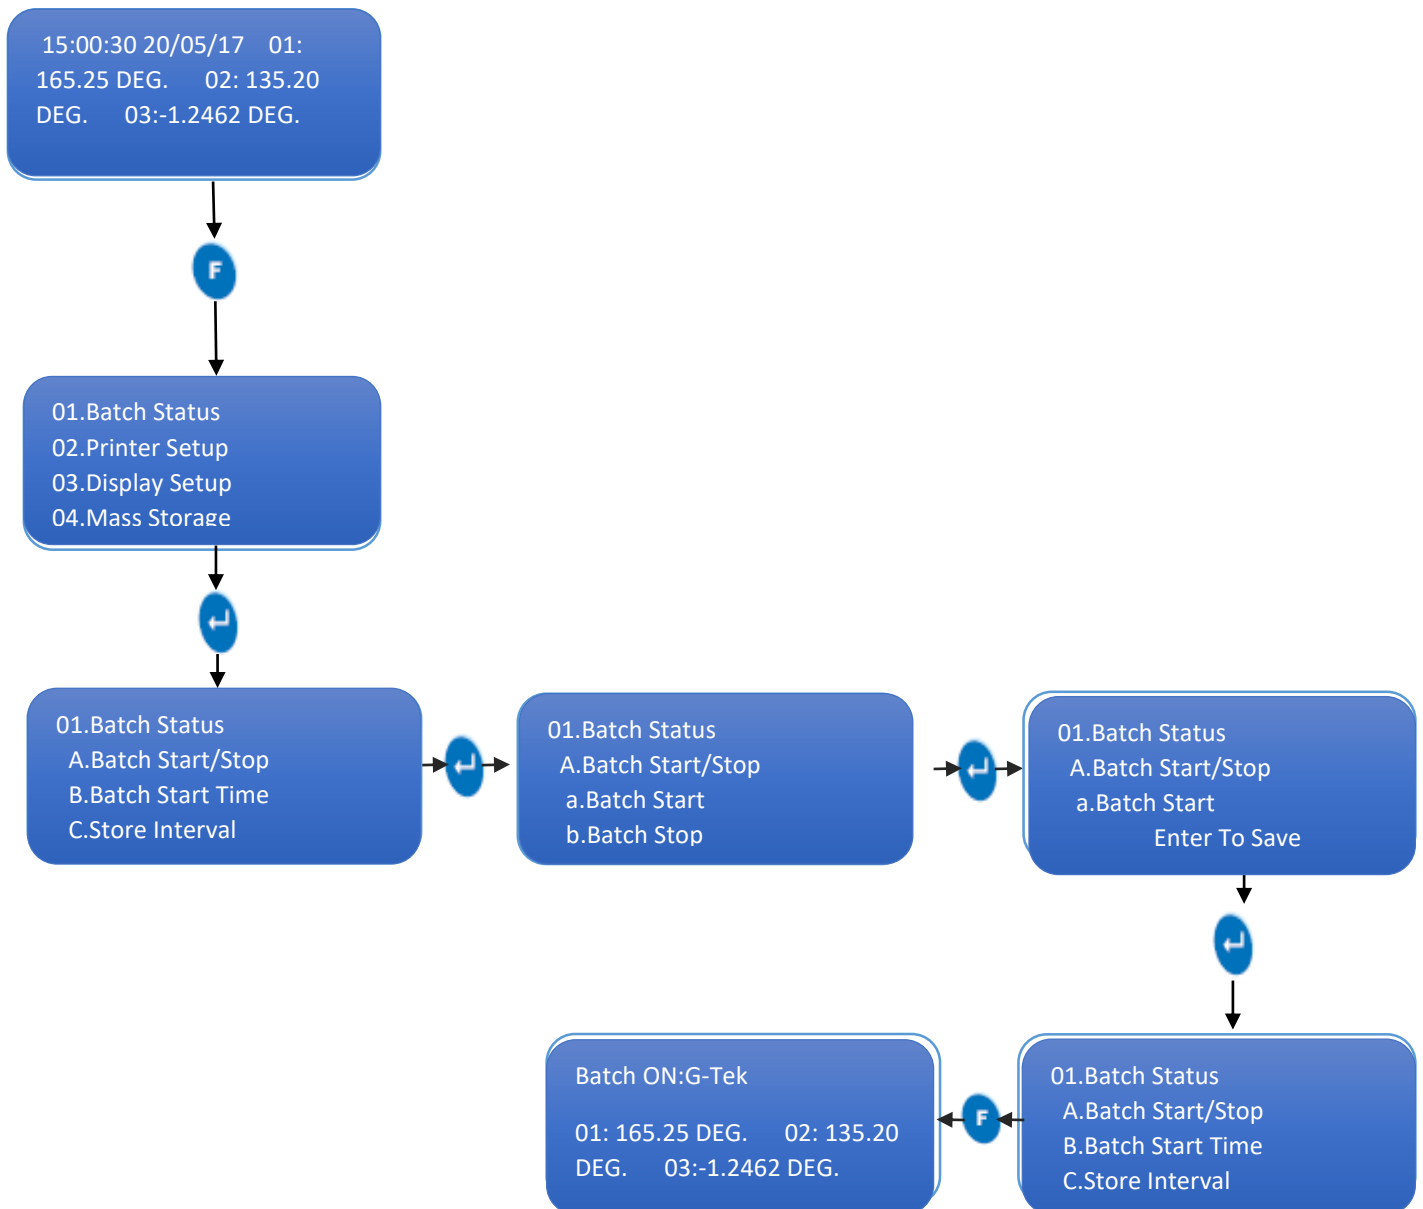 15:00:30 20/05/17 01:
165.25 DEG. 02: 135.20
DEG. 03:-1.2462 DEG.
F
01.Batch Status
02.Printer Setup
03.Display Setup
04.Mass Storage
01.Batch Status
A.Batch Start/Stop
B.Batch Start Time
C.Store Interval
01.Batch Status
A.Batch Start/Stop
a.Batch Start
b.Batch Stop
01.Batch Status
A.Batch Start/Stop
a.Batch Start
Enter To Save
01.Batch Status
A.Batch Start/Stop
B.Batch Start Time
C.Store Interval
F
Batch ON:G-Tek
01: 165.25 DEG. 02: 135.20
DEG. 03:-1.2462 DEG.